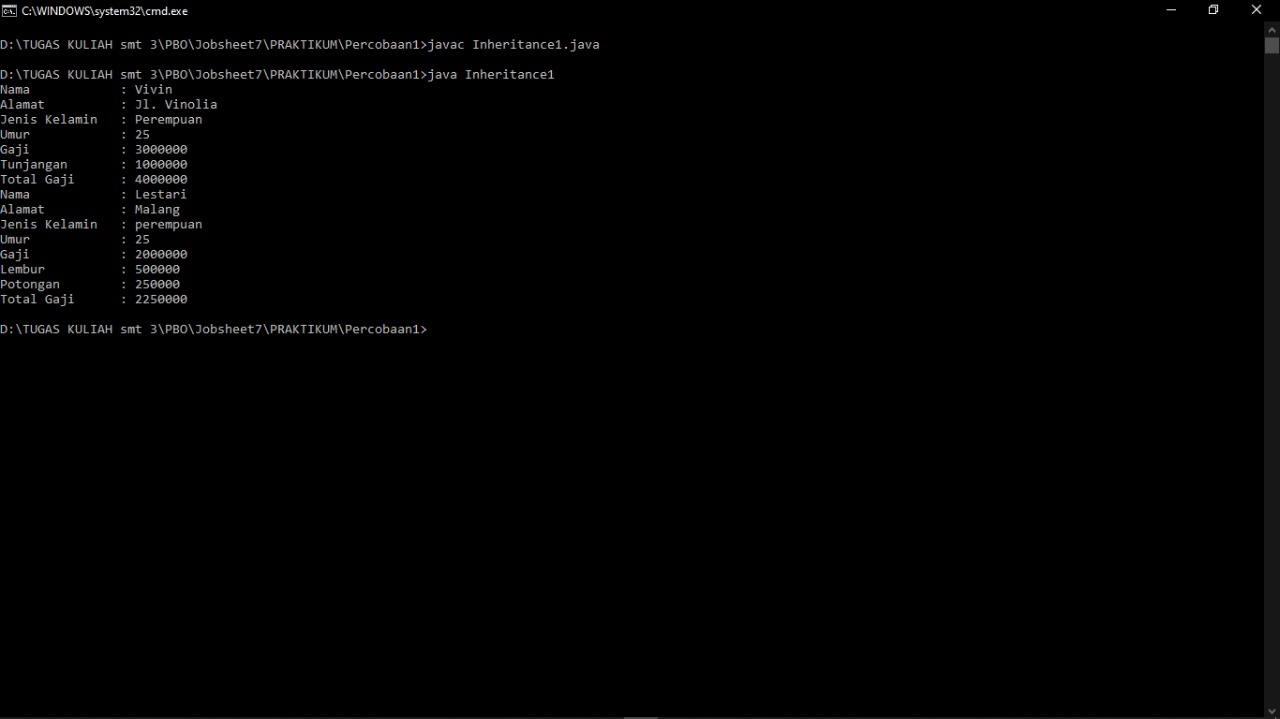 C:\WINDOWS\system32\cmd.exe
D:\TUGAS KULIAH smt 3\PBO\Jobsheet7\PRAKTIKUM\Percobaan1>javac Inheritance1.java
D:\TUGAS KULIAH smt 3\PBO\Jobsheet7\PRAKTIKUM\Percobaan1>java Inheritance1
Nama            : Vivin
Alamat          : Jl. Vinolia
Jenis Kelamin   : Perempuan
Umur            : 25
Gaji            : 3000000
Tunjangan       : 1000000
Total Gaji      : 4000000
Nama            : Lestari
Alamat          : Malang
Jenis Kelamin   : perempuan
Umur            : 25
Gaji            : 2000000
Lembur          : 500000
Potongan        : 250000
Total Gaji      : 2250000
D:\TUGAS KULIAH smt 3\PBO\Jobsheet7\PRAKTIKUM\Percobaan1>